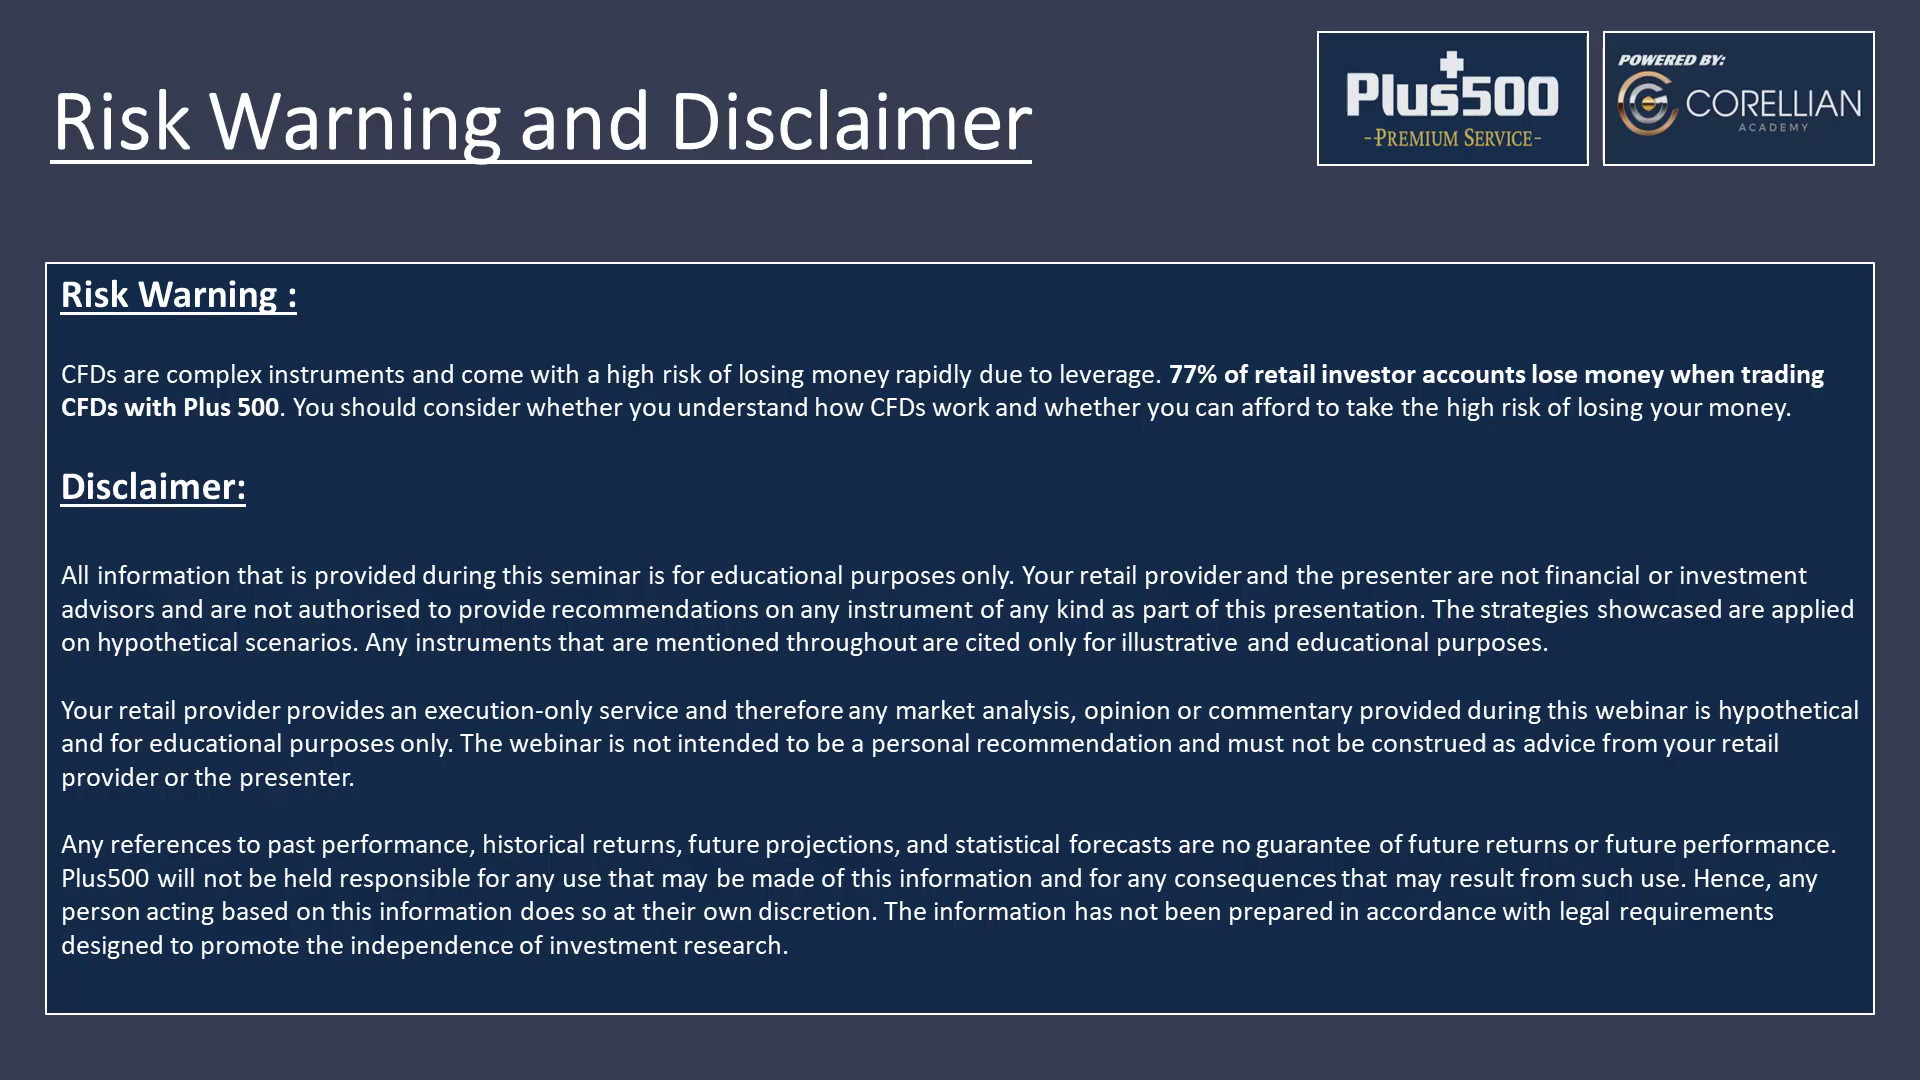 Risk Warning and Disclaimer
Plus500
-PREMIUM SERVICE-
POWERED BY:
CORELLIAN
ACADEMY
Risk Warning :
CFDs are complex instruments and come with a high risk of losing money rapidly due to leverage. 77% of retail investor accounts lose money when trading
CFDs with Plus 500. You should consider whether you understand how CFDs work and whether you can afford to take the high risk of losing your money.
Disclaimer:
All information that is provided during this seminar is for educational purposes only. Your retail provider and the presenter are not financial or investment
advisors and are not authorised to provide recommendations on any instrument of any kind as part of this presentation. The strategies showcased are applied
on hypothetical scenarios. Any instruments that are mentioned throughout are cited only for illustrative and educational purposes.
Your retail provider provides an execution-only service and therefore any market analysis, opinion or commentary provided during this webinar is hypothetical
and for educational purposes only. The webinar is not intended to be a personal recommendation and must not be construed as advice from your retail
provider or the presenter.
Any references to past performance, historical returns, future projections, and statistical forecasts are no guarantee of future returns or future performance.
Plus500 will not be held responsible for any use that may be made of this information and for any consequences that may result from such use. Hence, any
person acting based on this information does so at their own discretion. The information has not been prepared in accordance with legal requirements
designed to promote the independence of investment research.